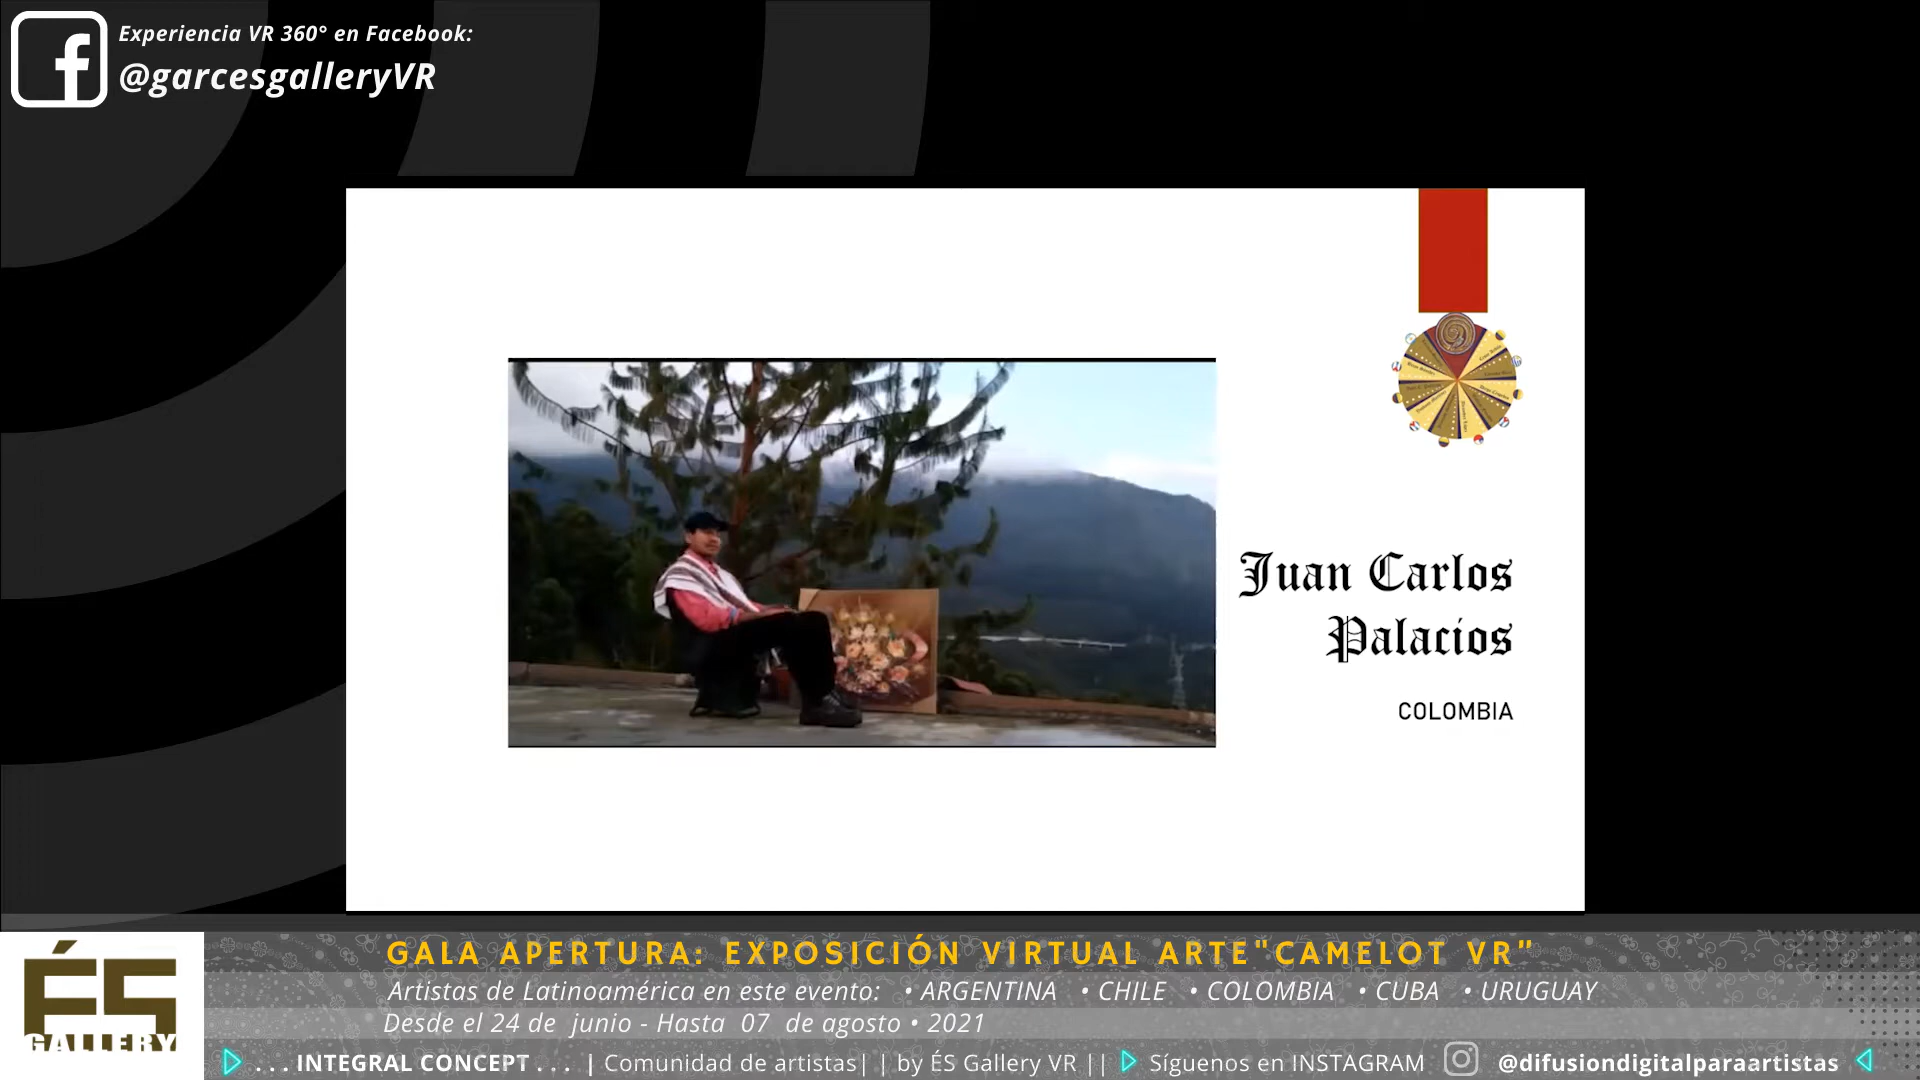 Experiencia VR 360° en Facebook:
@garcesgalleryVR
Juan Carlos
Palacios
COLOMBIA
ÉS
GALLERY
GALA APERTURA: EXPOSICIÓN VIRTUAL ARTE"CAMELOT VR"
Artistas de Latinoamérica en este evento: • ARGENTINA • CHILE • COLOMBIA • CUBA • URUGUAY
Desde el 24 de junio - Hasta 07 de agosto • 2021
. . . INTEGRAL CONCEPT . . . | Comunidad de artistas| | by ÉS Gallery VR || Síguenos en INSTAGRAM @difusiondigitalparaartistas